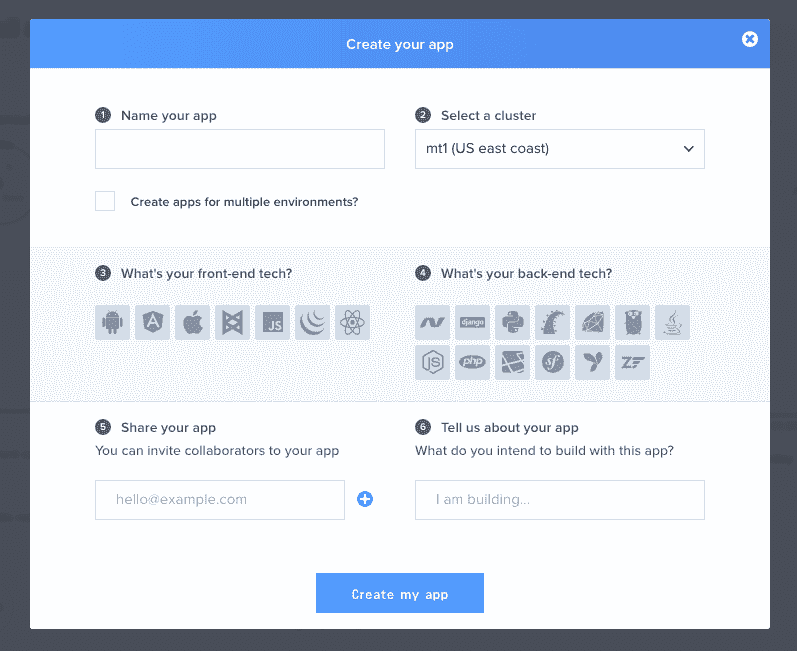 Create your app
1 Name your app
2 Select a cluster
mt1 (US east coast)
Create apps for multiple environments?
3 What's your front-end tech?
4 What's your back-end tech?
JS
django
JS
php
sf
ZF
5 Share your app
You can invite collaborators to your app
6 Tell us about your app
What do you intend to build with this app?
hello@example.com
I am building...
Create my app